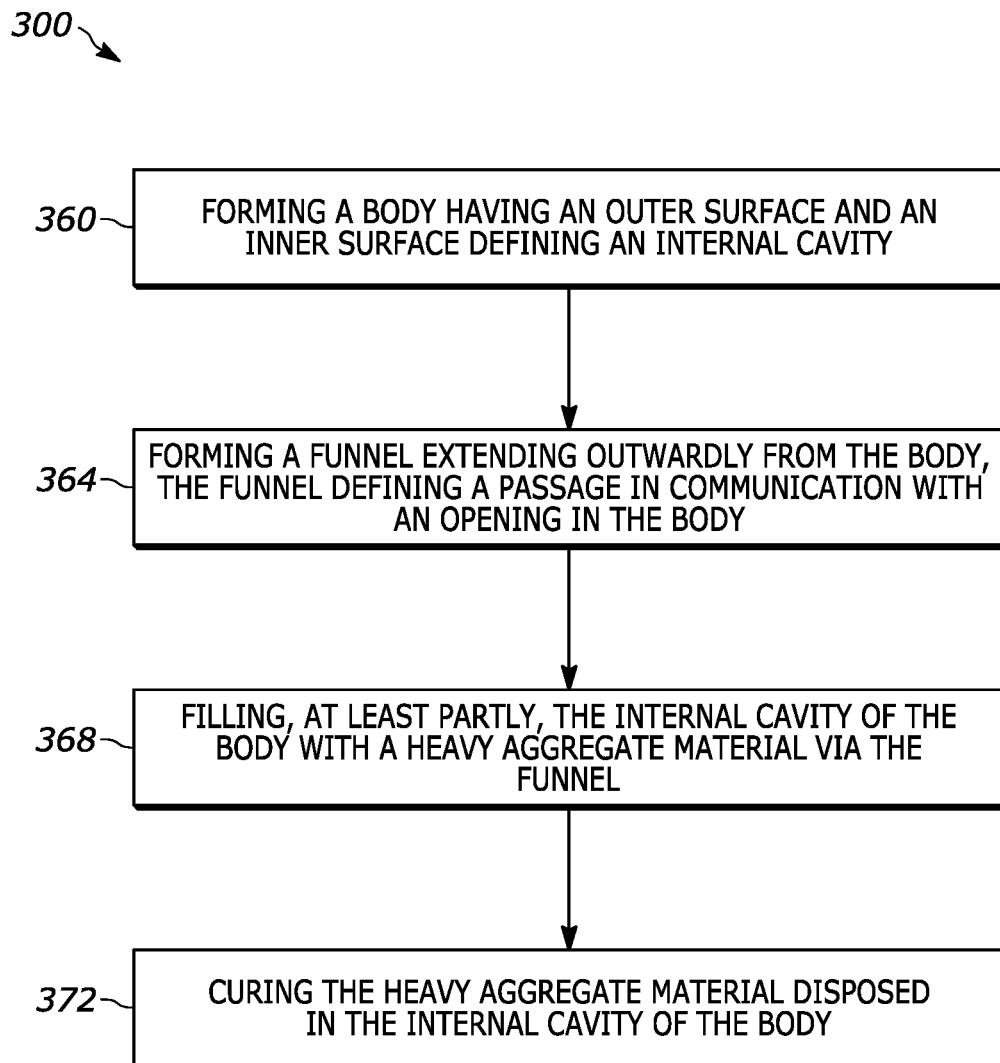 300
360
FORMING A BODY HAVING AN OUTER SURFACE AND AN
INNER SURFACE DEFINING AN INTERNAL CAVITY
364
FORMING A FUNNEL EXTENDING OUTWARDLY FROM THE BODY,
THE FUNNEL DEFINING A PASSAGE IN COMMUNICATION WITH
AN OPENING IN THE BODY
368
FILLING, AT LEAST PARTLY, THE INTERNAL CAVITY OF THE
BODY WITH A HEAVY AGGREGATE MATERIAL VIA THE
FUNNEL
372
CURING THE HEAVY AGGREGATE MATERIAL DISPOSED
IN THE INTERNAL CAVITY OF THE BODY